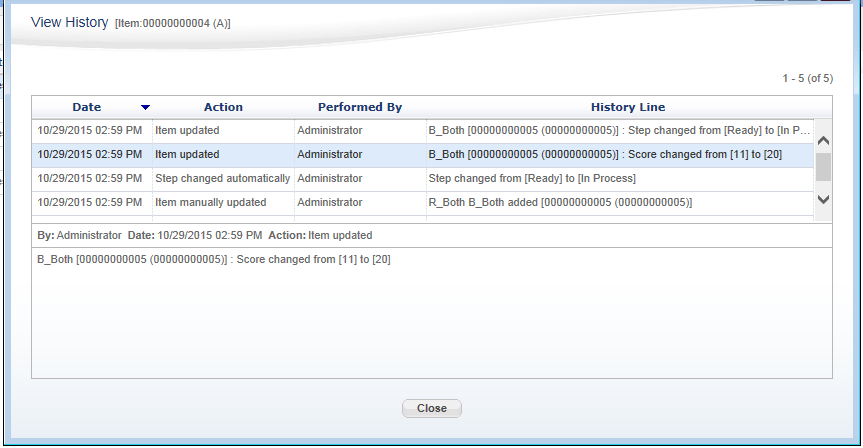 View History [Item:00000000004 (A)]
1 - 5 (of 5)
Date Action Performed By History Line
10/29/2015 02:59 PM Item updated Administrator B_Both [00000000005 (00000000005)] : Step changed from [Ready] to [In P...
10/29/2015 02:59 PM Item updated Administrator B_Both [00000000005 (00000000005)] : Score changed from [11] to [20]
10/29/2015 02:59 PM Step changed automatically Administrator Step changed from [Ready] to [In Process]
10/29/2015 02:59 PM Item manually updated Administrator R_Both B_Both added [00000000005 (00000000005)]
By: Administrator Date: 10/29/2015 02:59 PM Action: Item updated
B_Both [00000000005 (00000000005)] : Score changed from [11] to [20]
Close